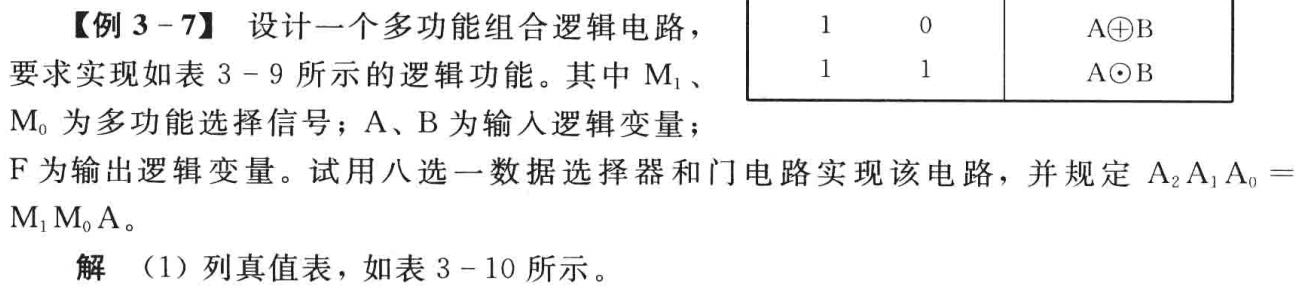 【例 3-7】 设计一个多功能组合逻辑电路，
要求实现如表 3-9 所示的逻辑功能。其中 M₁、
M₀ 为多功能选择信号；A、B 为输入逻辑变量；
F 为输出逻辑变量。试用八选一数据选择器和门电路实现该电路，并规定 A₂A₁A₀＝
M₁M₀A。
解 （1）列真值表，如表 3-10 所示。
1 0 A⊕B
1 1 A⊙B